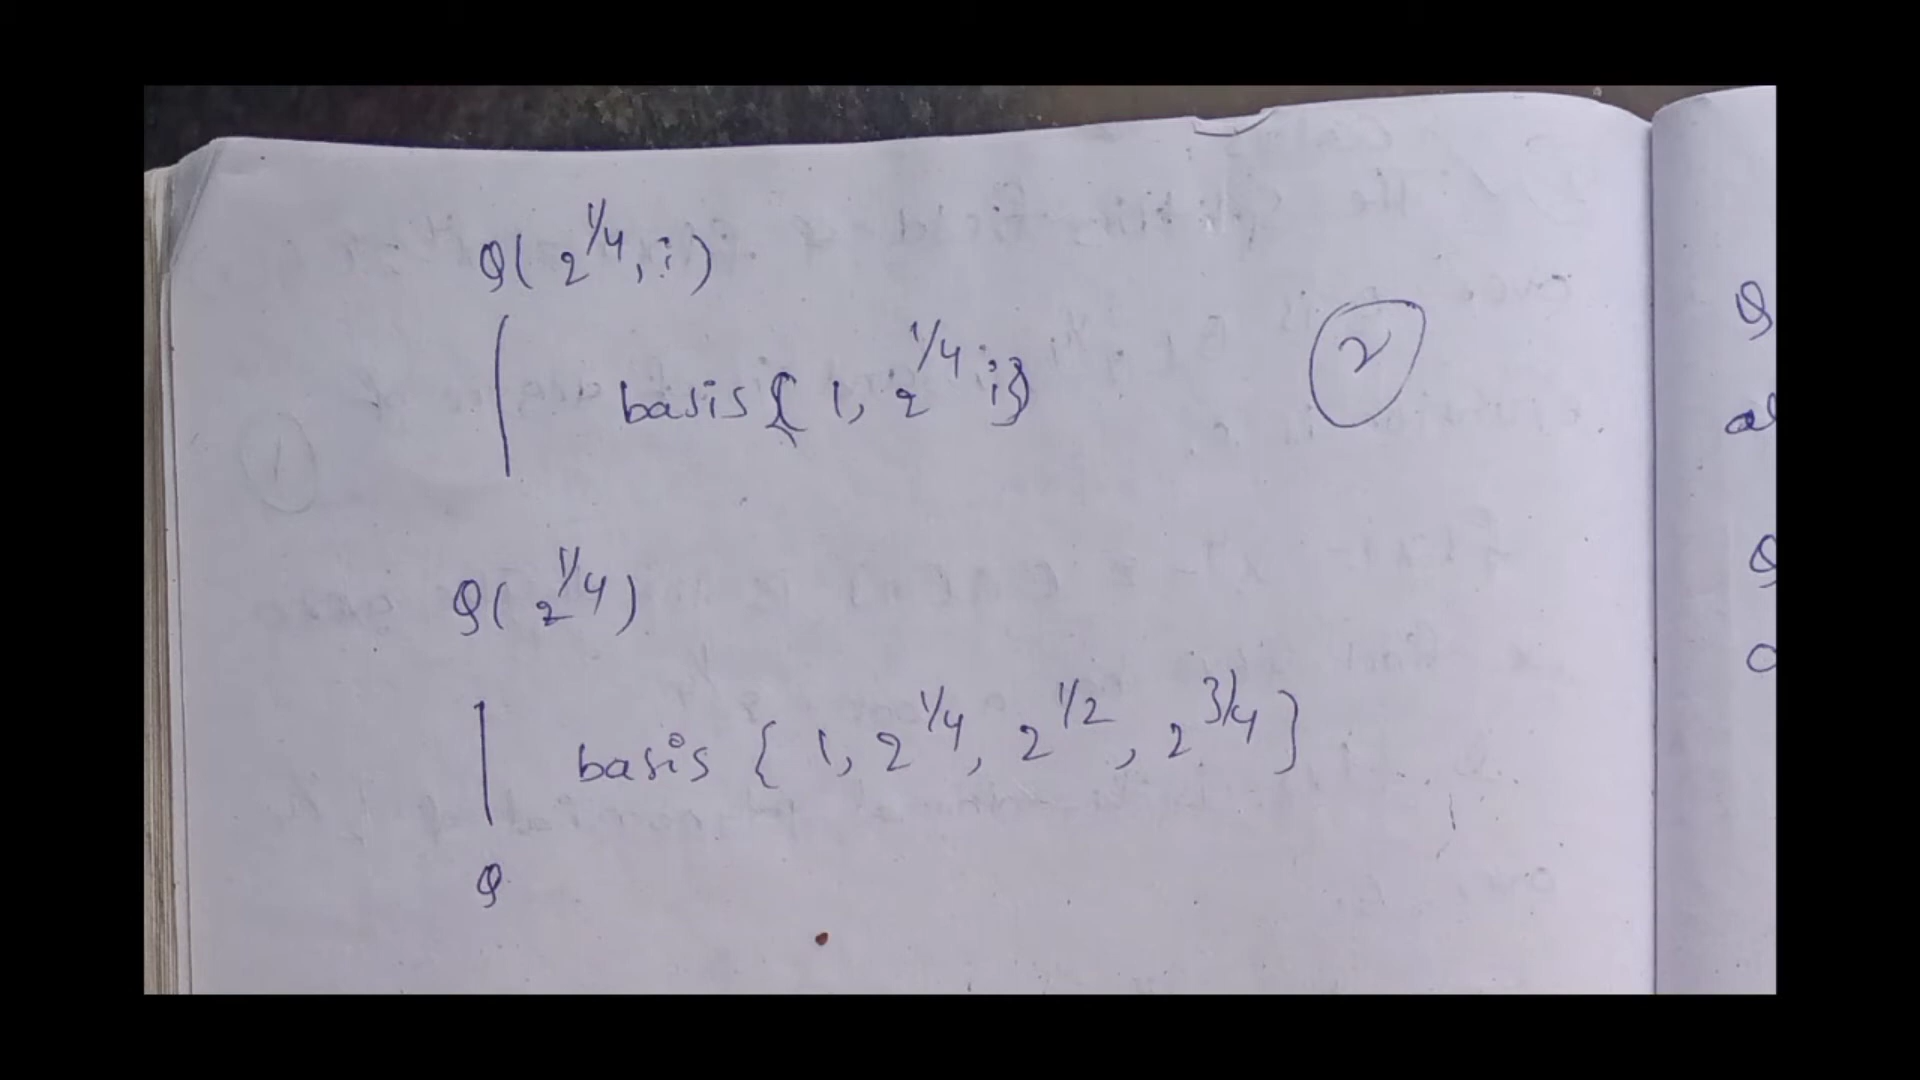 Q( 2^1/4, i)
basis { 1, 2^1/4 i}
2
Q( 2^1/4)
basis { 1, 2^1/4, 2^1/2, 2^3/4 }
Q